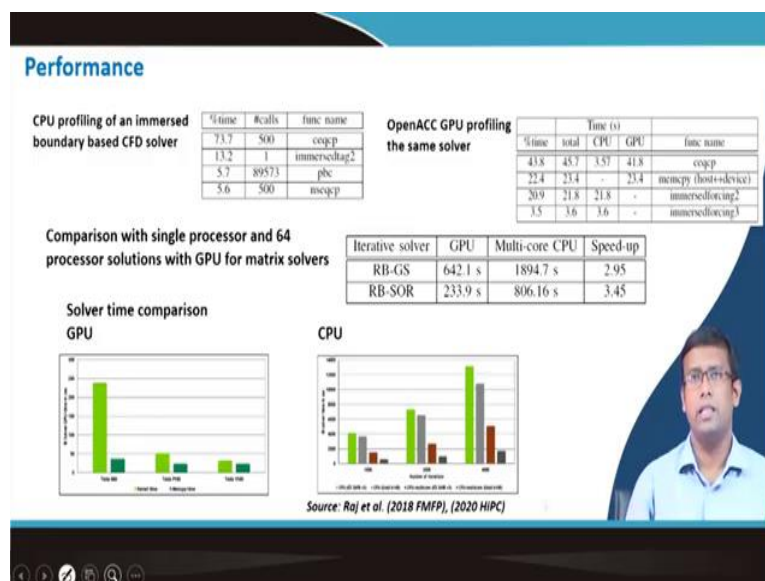 Performance
CPU profiling of an immersed
boundary based CFD solver
%time #calls func name
73.7 500 ceqcp
13.2 1 immersedtag2
5.7 89573 pbc
5.6 500 nseqcp
OpenACC GPU profiling
the same solver
Time (s)
%time total CPU GPU func name
43.8 45.7 3.57 41.8 ceqcp
22.4 23.4 - 23.4 memcpy (host↔device)
20.9 21.8 21.8 - immersedforcing2
3.5 3.6 3.6 - immersedforcing3
Comparison with single processor and 64
processor solutions with GPU for matrix solvers
Iterative solver GPU Multi-core CPU Speed-up
RB-GS 642.1 s 1894.7 s 2.95
RB-SOR 233.9 s 806.16 s 3.45
Solver time comparison
GPU
CPU
Number of iterations
Source: Raj et al. (2018 FMFP), (2020 HiPC)